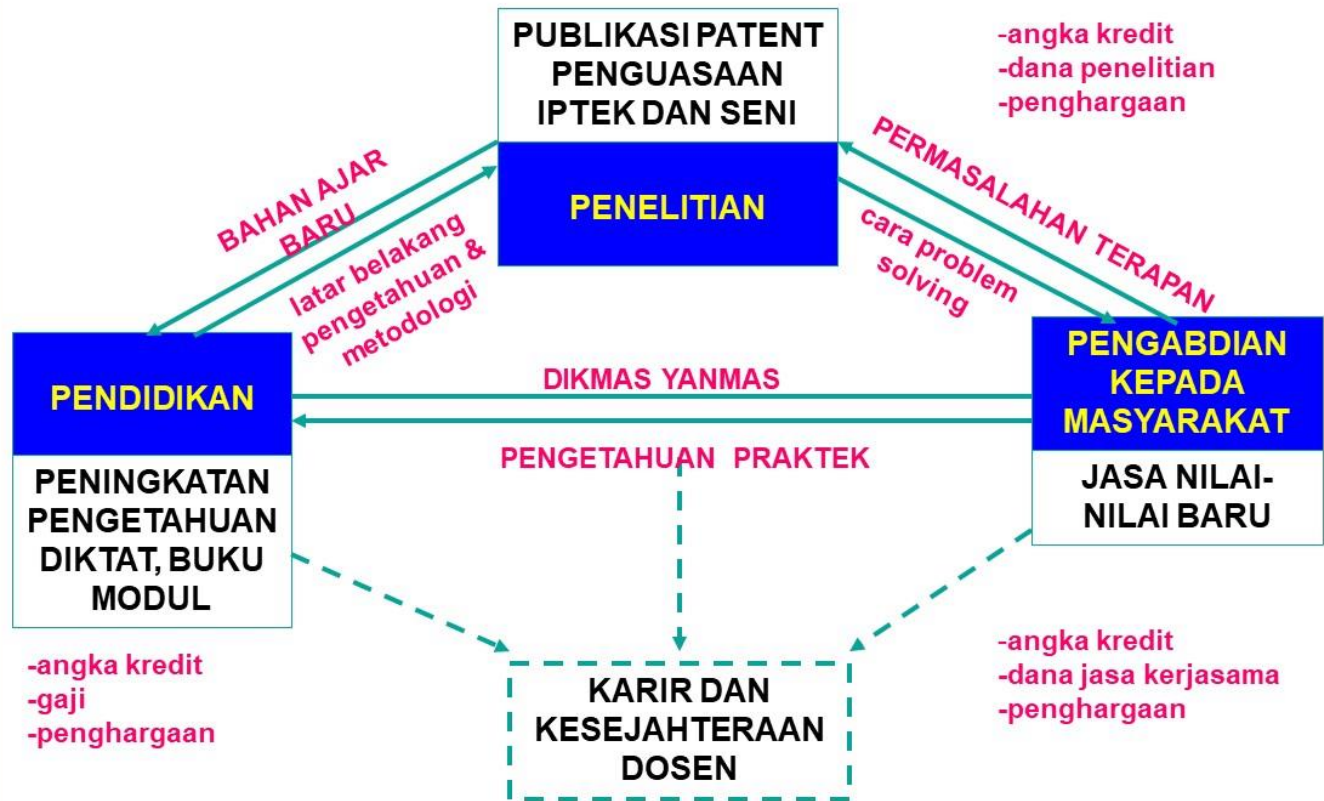 PUBLIKASI PATENT
PENGUASAAN
IPTEK DAN SENI
PENELITIAN
-angka kredit
-dana penelitian
-penghargaan
BAHAN AJAR
BARU
latar belakang
pengetahuan &
metodologi
PERMASALAHAN TERAPAN
cara problem
solving
PENDIDIKAN
PENINGKATAN
PENGETAHUAN
DIKTAT, BUKU
MODUL
DIKMAS YANMAS
PENGETAHUAN PRAKTEK
PENGABDIAN
KEPADA
MASYARAKAT
JASA NILAI-
NILAI BARU
-angka kredit
-gaji
-penghargaan
KARIR DAN
KESEJAHTERAAN
DOSEN
-angka kredit
-dana jasa kerjasama
-penghargaan